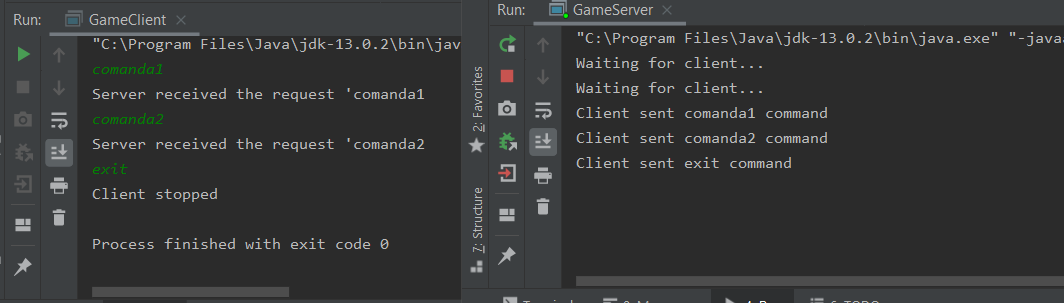 Run: GameClient
"C:\Program Files\Java\jdk-13.0.2\bin\jav
comanda1
Server received the request 'comanda1
comanda2
Server received the request 'comanda2
exit
Client stopped
Process finished with exit code 0
2: Favorites
7: Structure
Run: GameServer
"C:\Program Files\Java\jdk-13.0.2\bin\java.exe" "-java
Waiting for client...
Waiting for client...
Client sent comanda1 command
Client sent comanda2 command
Client sent exit command